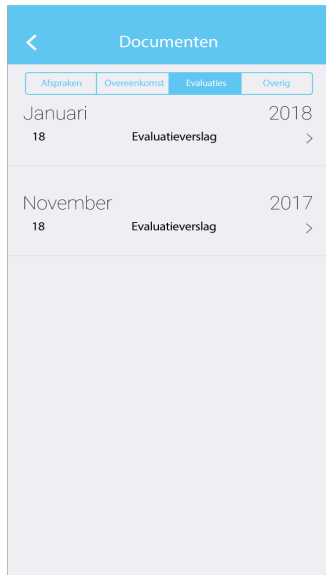 Documenten
Afspraken Overeenkomst Evaluaties Overig
Januari 2018
18 Evaluatieverslag
November 2017
18 Evaluatieverslag